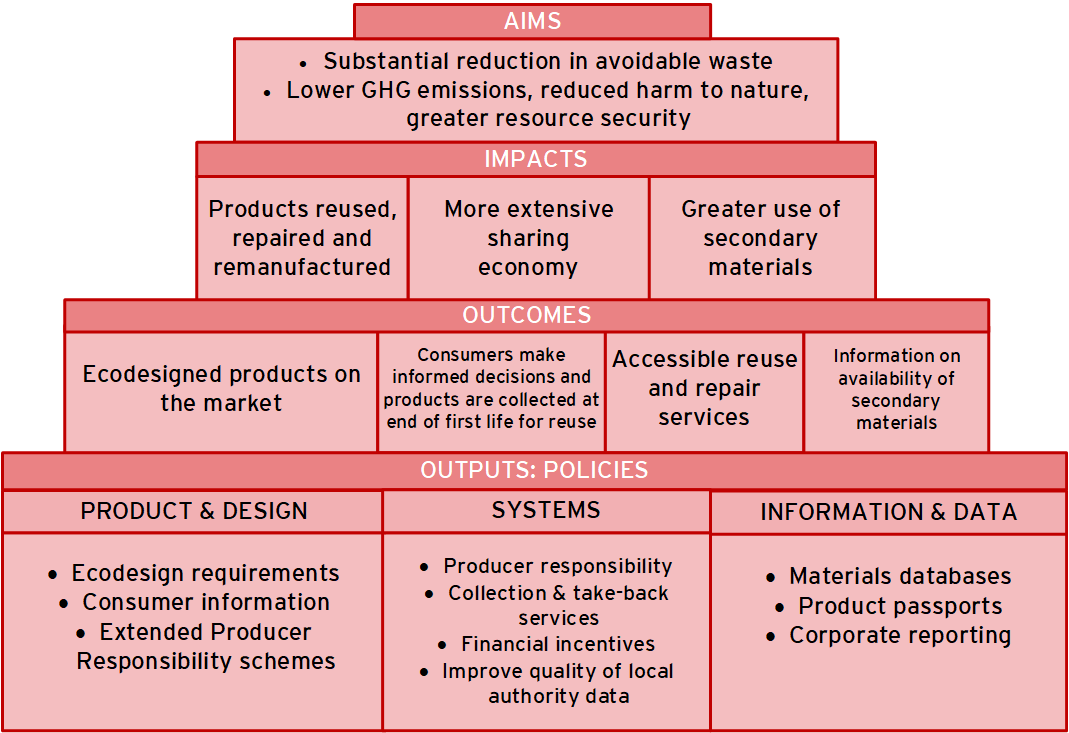 AIMS
• Substantial reduction in avoidable waste
• Lower GHG emissions, reduced harm to nature,
greater resource security
IMPACTS
Products reused,
repaired and
remanufactured
More extensive
sharing
economy
Greater use of
secondary
materials
OUTCOMES
Ecodesigned products on
the market
Consumers make
informed decisions and
products are collected at
end of first life for reuse
Accessible reuse
and repair
services
Information on
availability of
secondary
materials
OUTPUTS: POLICIES
PRODUCT & DESIGN
• Ecodesign requirements
• Consumer information
• Extended Producer
Responsibility schemes
SYSTEMS
• Producer responsibility
• Collection & take-back
services
• Financial incentives
• Improve quality of local
authority data
INFORMATION & DATA
• Materials databases
• Product passports
• Corporate reporting